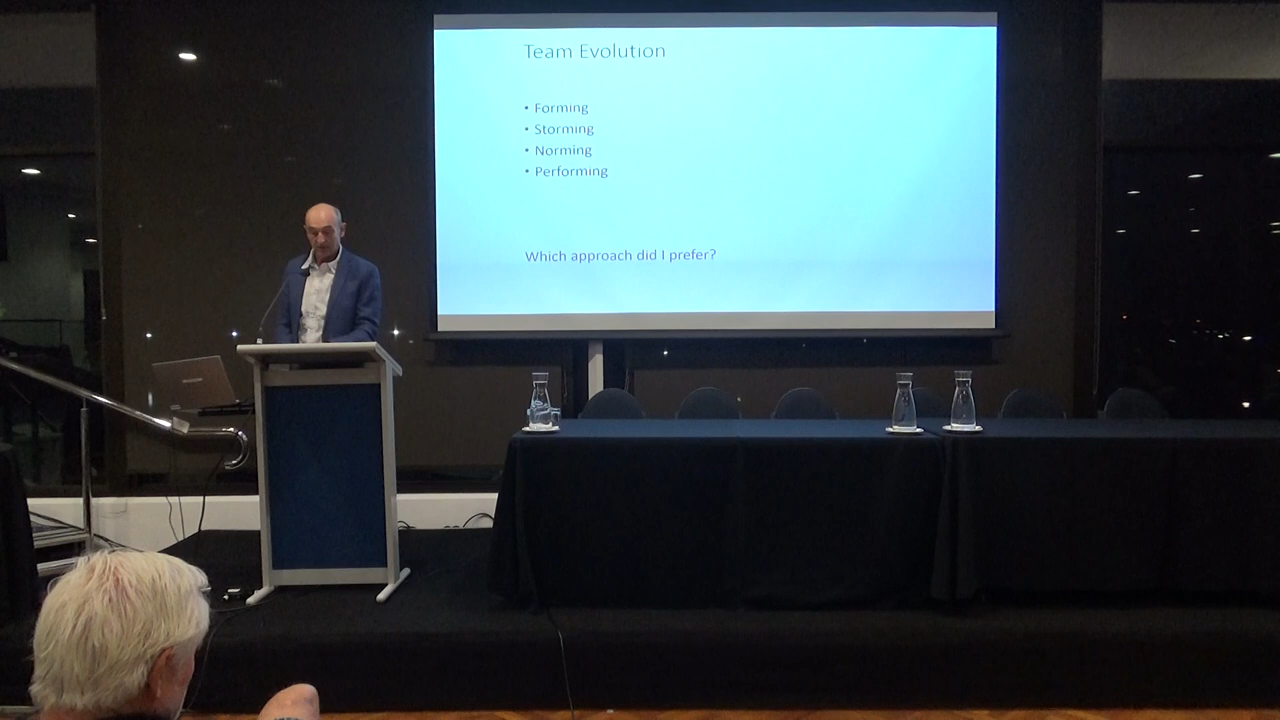 Team Evolution
• Forming
• Storming
• Norming
• Performing
Which approach did I prefer?